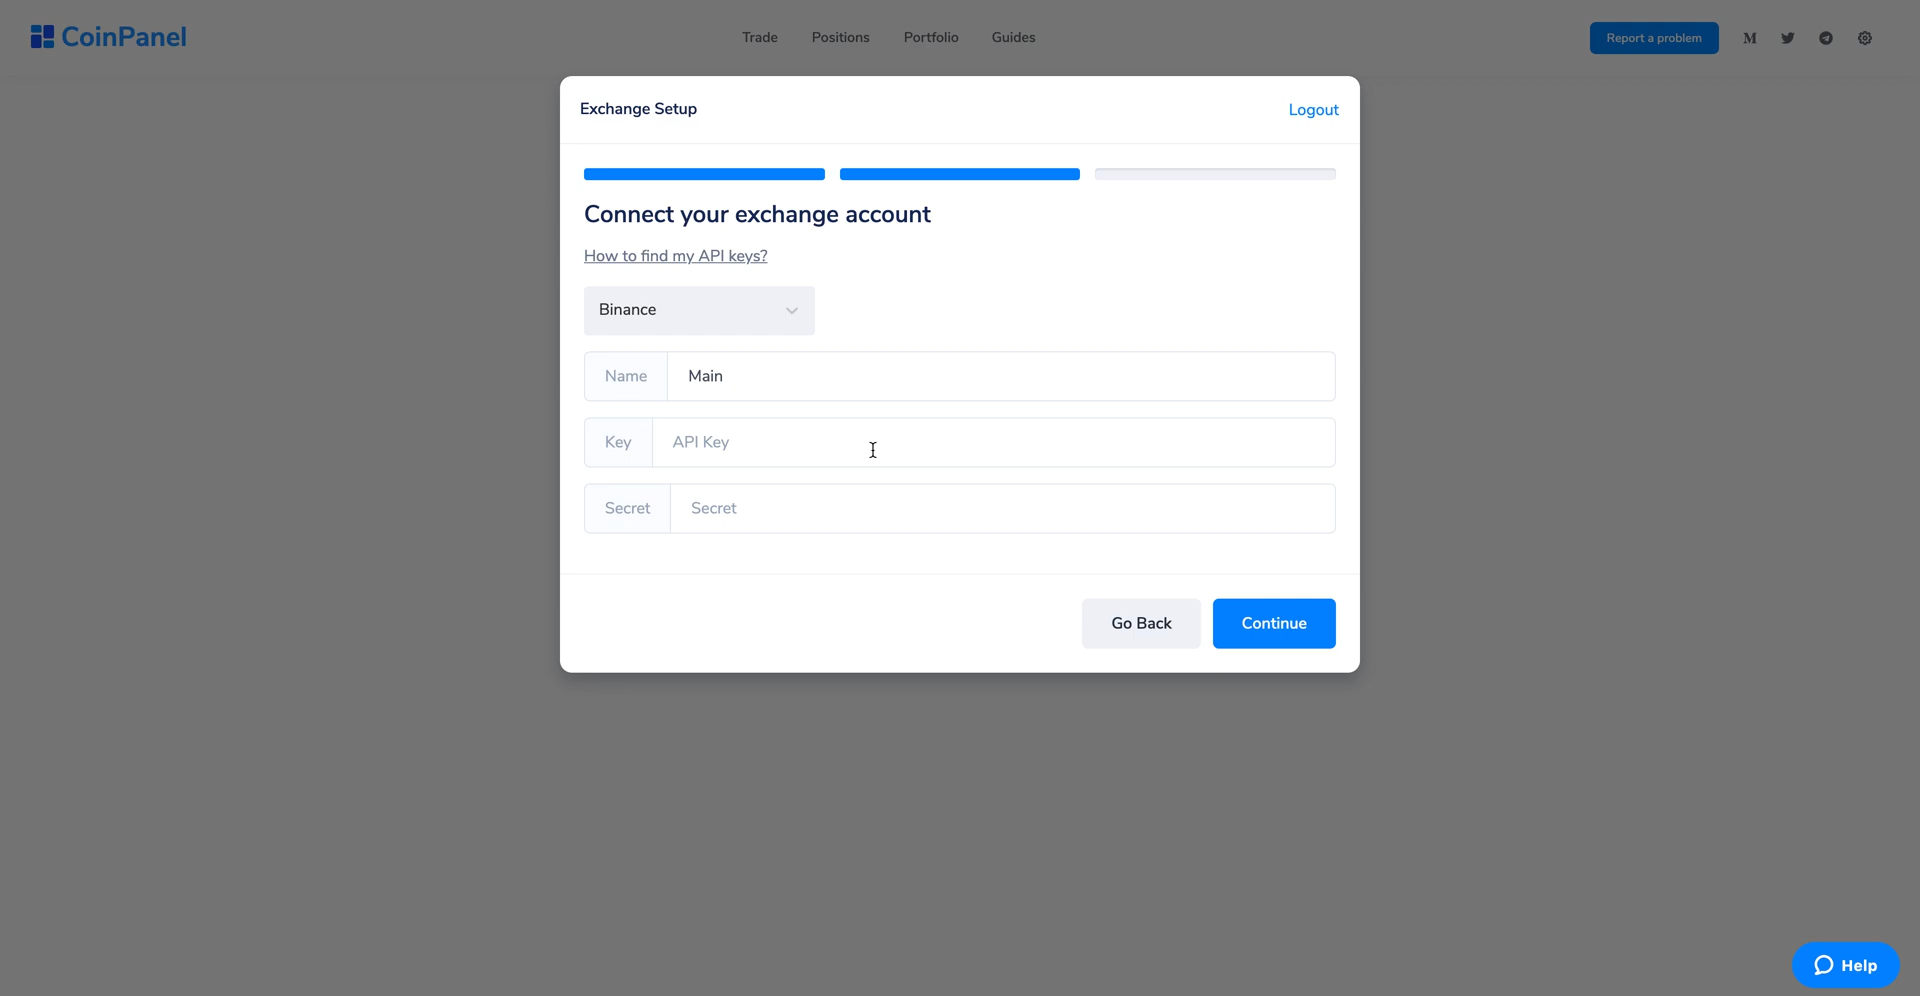 CoinPanel
Trade Positions Portfolio Guides
Report a problem
Exchange Setup
Logout
Connect your exchange account
How to find my API keys?
Binance
Name Main
Key API Key
Secret Secret
Go Back Continue
Help